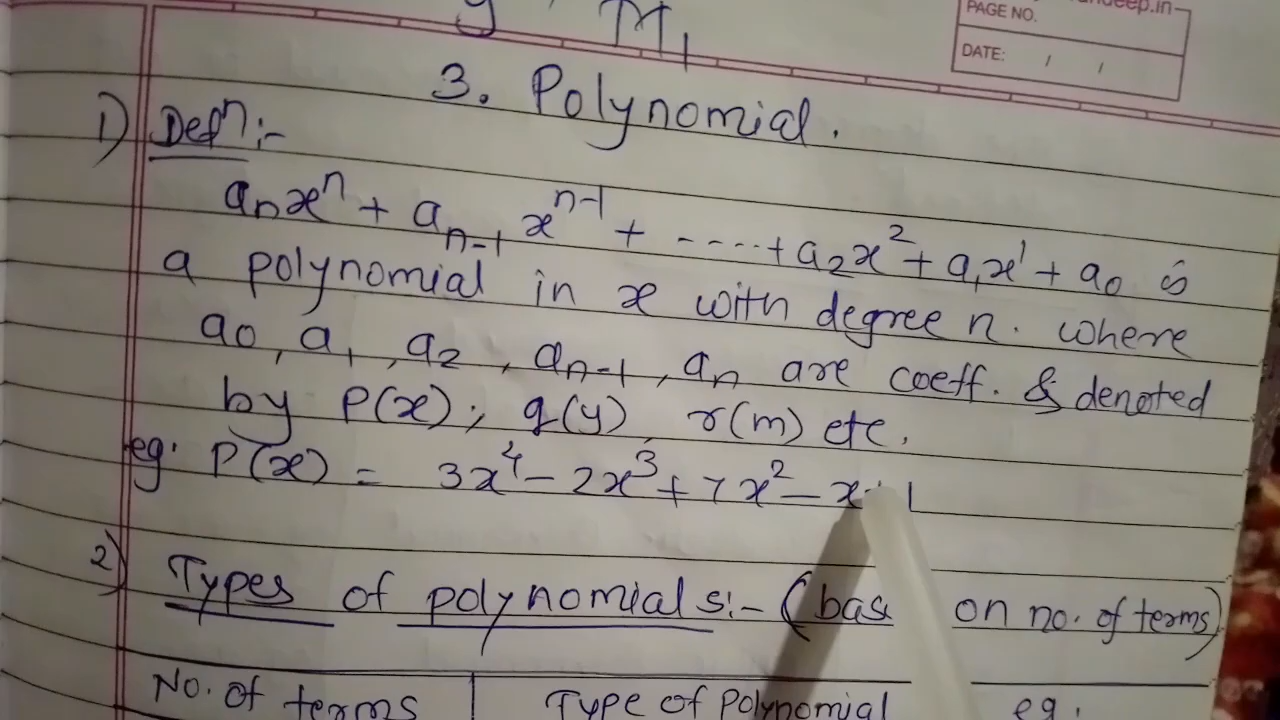 PAGE NO.
DATE: / /
M₁
3. Polynomial.
1) Defⁿ:-
aₙxⁿ + aₙ₋₁ xⁿ⁻¹ + ----+ a₂x² + a₁x¹ + a₀ is
a polynomial in x with degree n. where
a₀, a₁, a₂, aₙ₋₁, aₙ are coeff. & denoted
by P(x), q(y), r(m) etc.
eg. P(x) = 3x⁴ - 2x³ + 7x² - x 1
2) Types of polynomials:- ( on no. of terms)
No. of terms | Type of Polynomial eg.